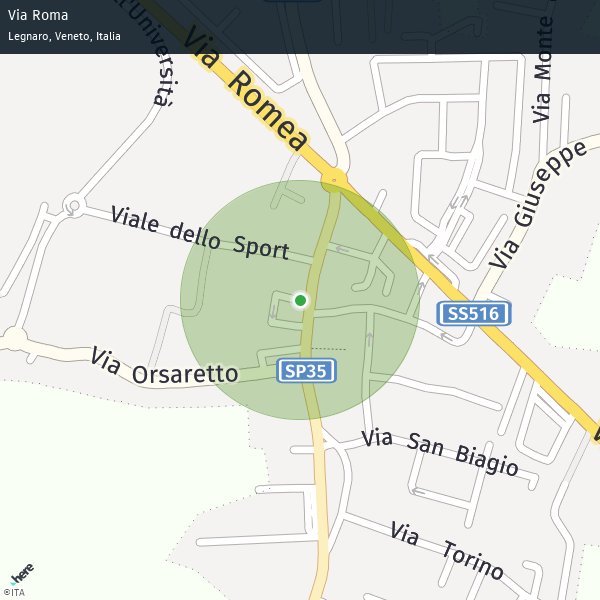 Via Roma
Legnaro, Veneto, Italia
Via Romea
Via Monte
Via Giuseppe
Viale dello Sport
SS516
Via Orsaretto
SP35
Via San Biagio
Via Torino
here
©ITA